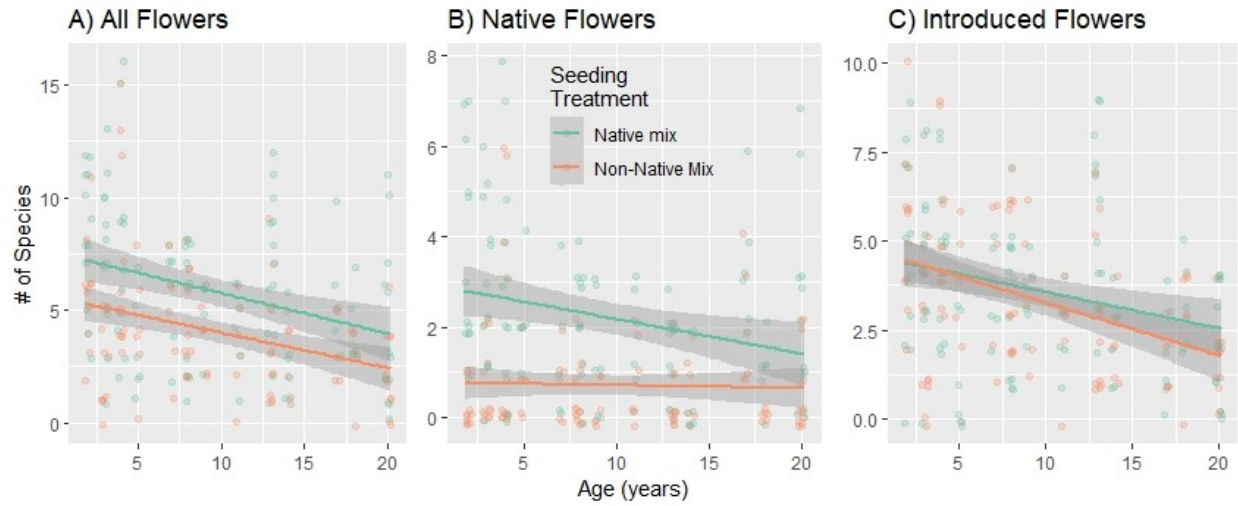 A) All Flowers
B) Native Flowers
C) Introduced Flowers
# of Species
15
10
5
0
5
10
15
20
8
6
4
2
0
Seeding
Treatment
Native mix
Non-Native Mix
5
10
15
20
10.0
7.5
5.0
2.5
0.0
5
10
15
20
Age (years)